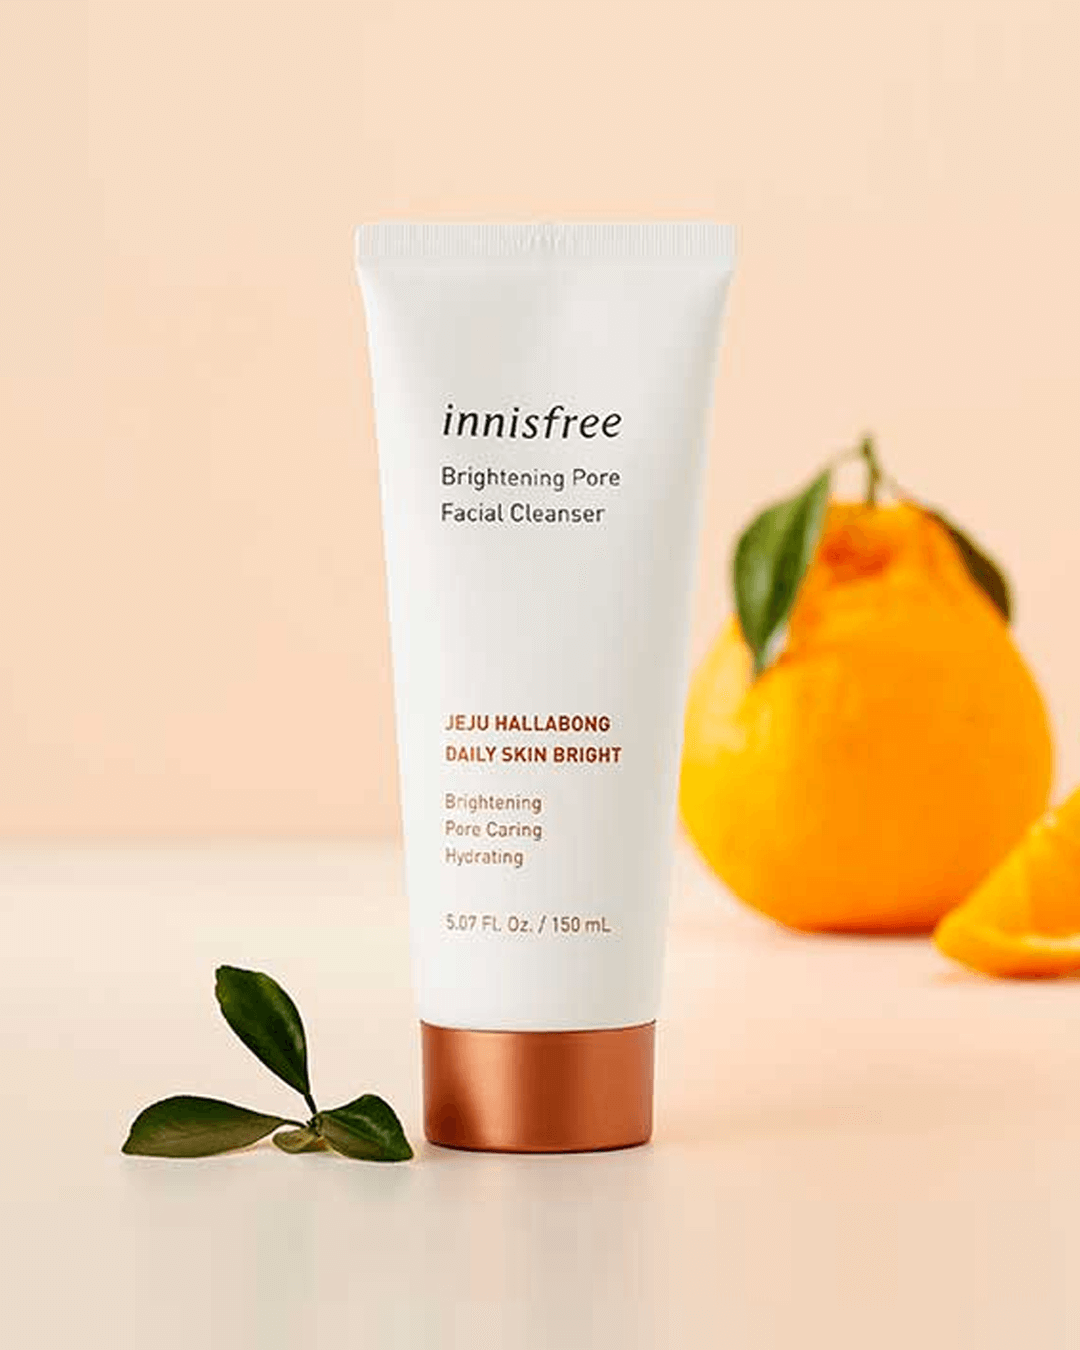 innisfree
Brightening Pore
Facial Cleanser
JEJU HALLABONG
DAILY SKIN BRIGHT
Brightening
Pore Caring
Hydrating
5.07 FL. Oz. / 150 mL